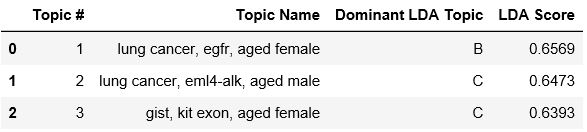 Topic # Topic Name Dominant LDA Topic LDA Score
0 1 lung cancer, egfr, aged female B 0.6569
1 2 lung cancer, eml4-alk, aged male C 0.6473
2 3 gist, kit exon, aged female C 0.6393